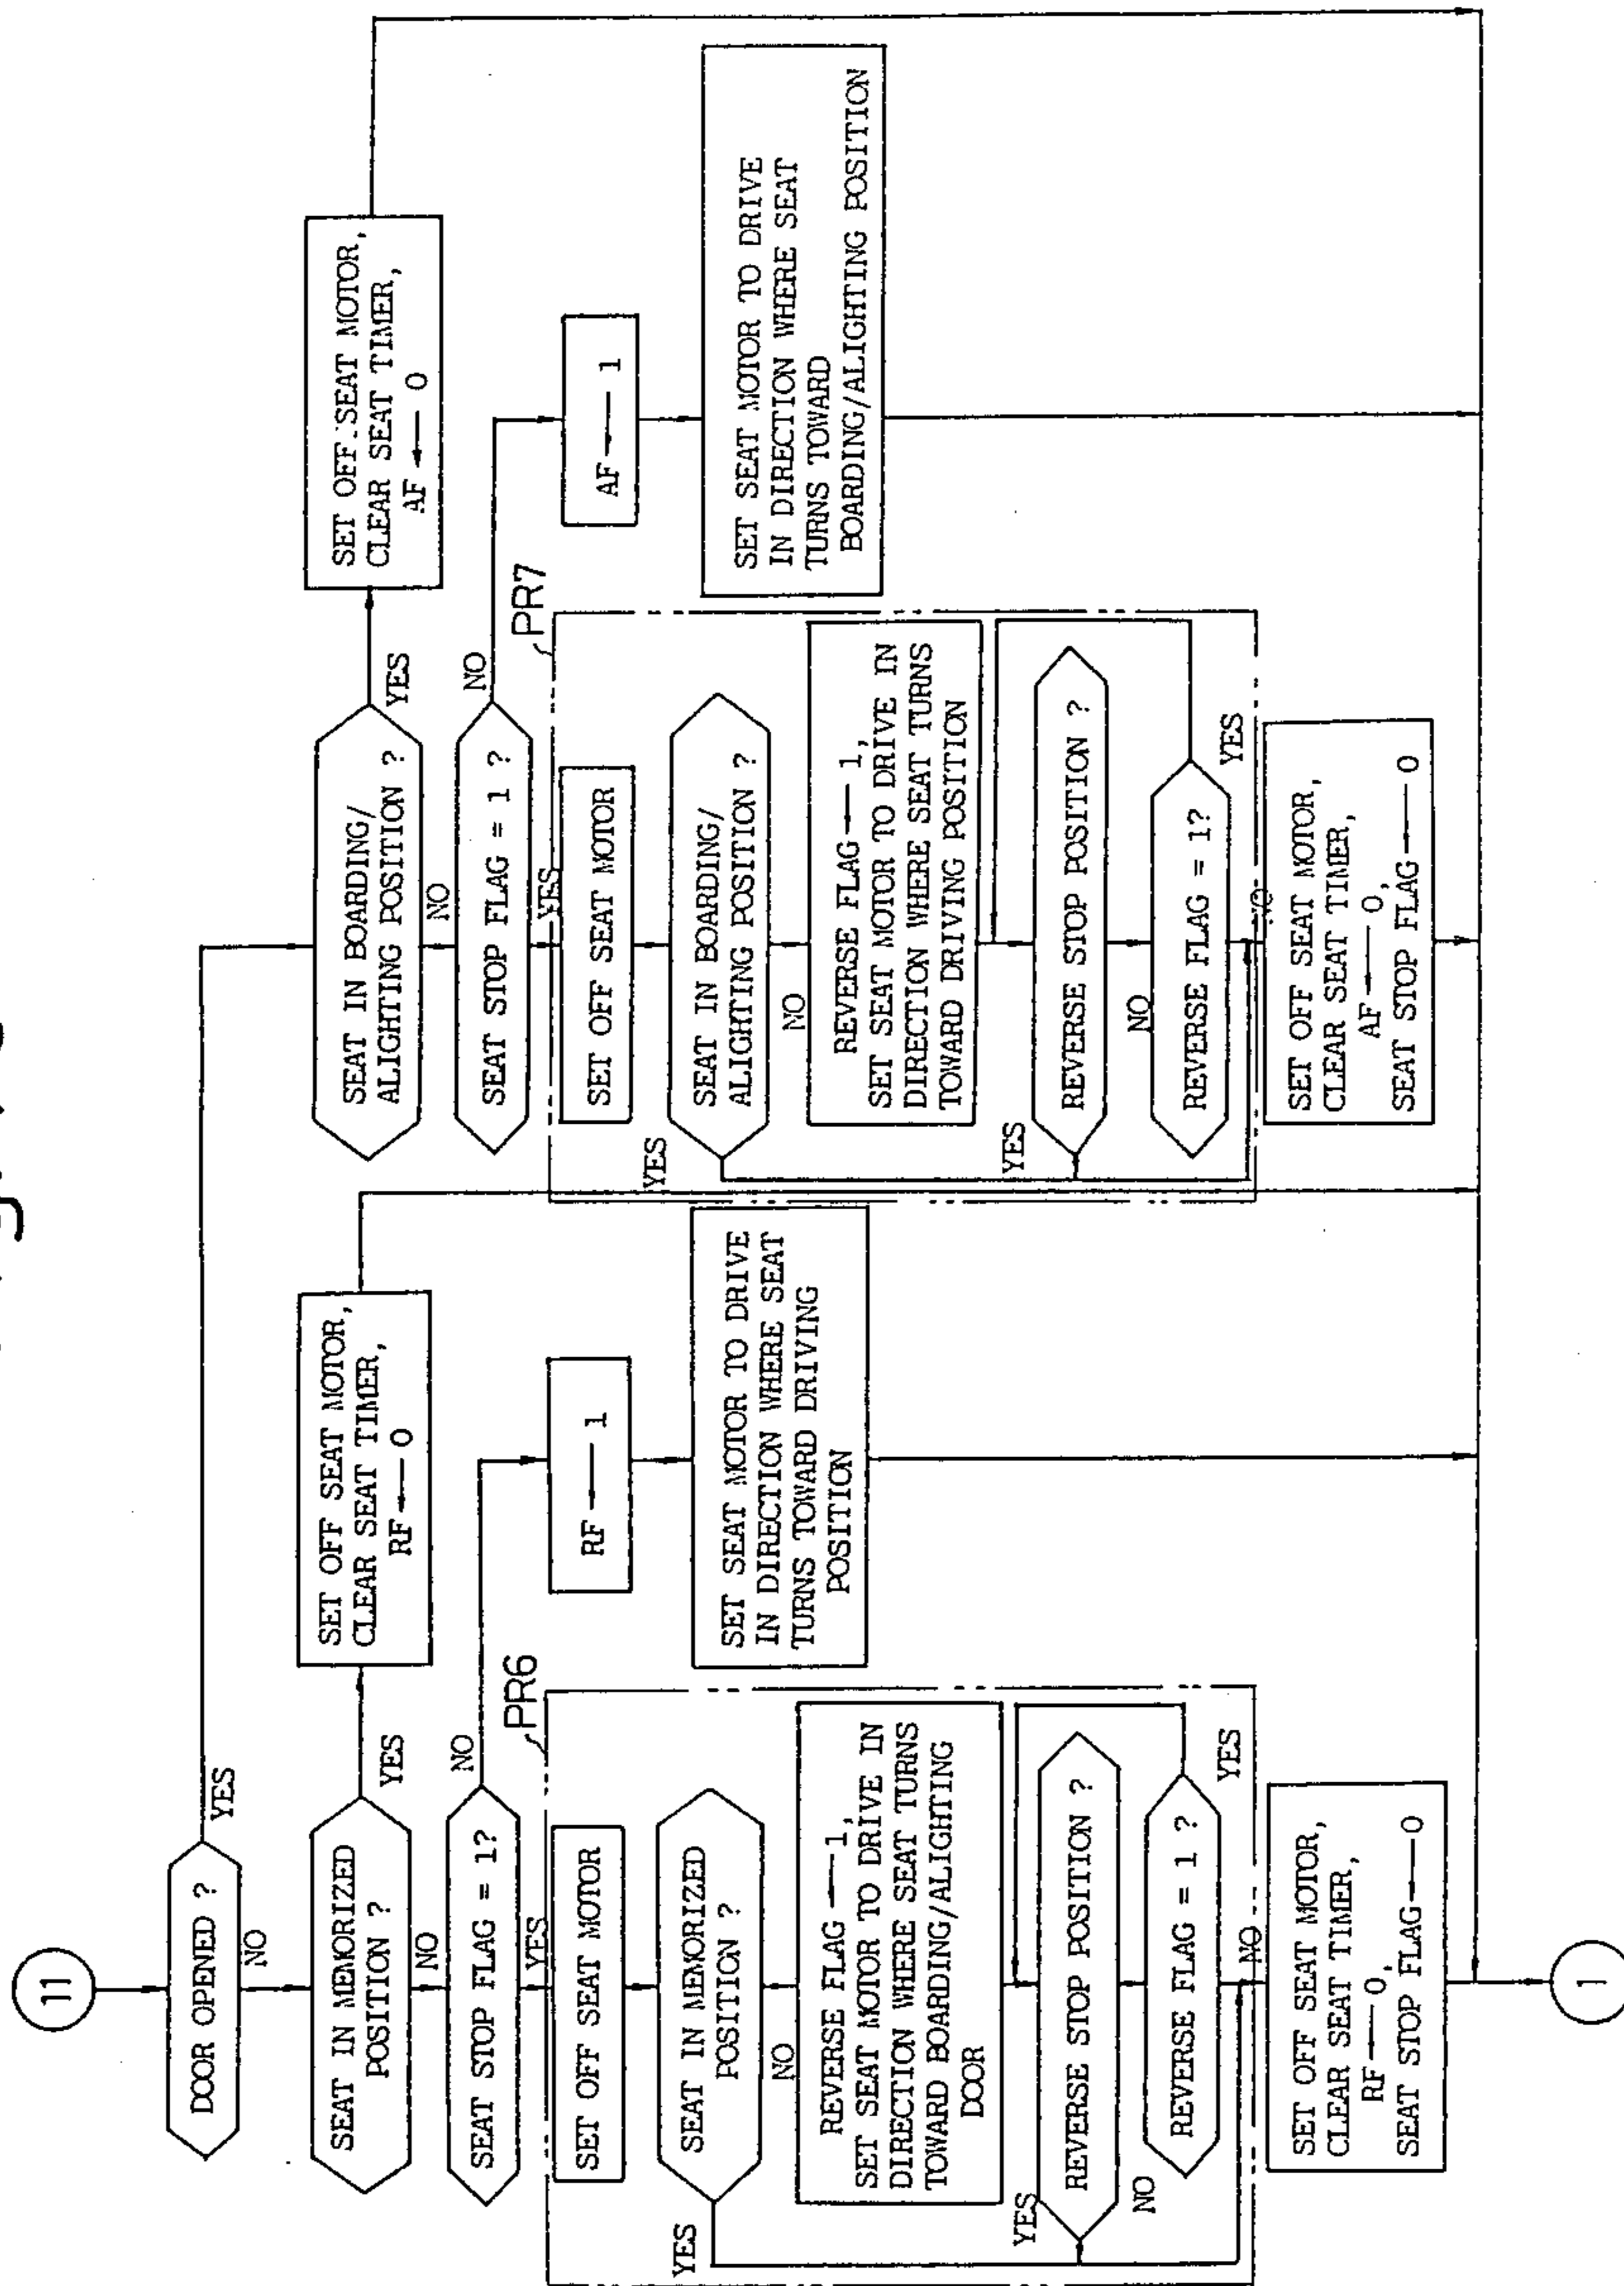 11
DOOR OPENED ?
YES
NO
SEAT IN MEMORIZED
POSITION ?
YES
NO
SET OFF SEAT MOTOR,
CLEAR SEAT TIMER,
RF ← 0
SEAT STOP FLAG = 1?
NO
YES
RF ← 1
SET SEAT MOTOR TO DRIVE
IN DIRECTION WHERE SEAT
TURNS TOWARD DRIVING
POSITION
PR6
SET OFF SEAT MOTOR
SEAT IN MEMORIZED
POSITION ?
YES
NO
REVERSE FLAG ← 1,
SET SEAT MOTOR TO DRIVE IN
DIRECTION WHERE SEAT TURNS
TOWARD BOARDING/ALIGHTING
DOOR
REVERSE STOP POSITION ?
YES
NO
REVERSE FLAG = 1 ?
YES
NO
SET OFF SEAT MOTOR,
CLEAR SEAT TIMER,
RF ← 0,
SEAT STOP FLAG ← 0
1
SEAT IN BOARDING/
ALIGHTING POSITION ?
YES
NO
SET OFF SEAT MOTOR,
CLEAR SEAT TIMER,
AF ← 0
SEAT STOP FLAG = 1 ?
NO
YES
AF ← 1
SET SEAT MOTOR TO DRIVE
IN DIRECTION WHERE SEAT
TURNS TOWARD
BOARDING/ALIGHTING POSITION
PR7
SET OFF SEAT MOTOR
SEAT IN BOARDING/
ALIGHTING POSITION ?
YES
NO
REVERSE FLAG ← 1,
SET SEAT MOTOR TO DRIVE IN
DIRECTION WHERE SEAT TURNS
TOWARD DRIVING POSITION
REVERSE STOP POSITION ?
YES
NO
REVERSE FLAG = 1?
YES
NO
SET OFF SEAT MOTOR,
CLEAR SEAT TIMER,
AF ← 0,
SEAT STOP FLAG ← 0